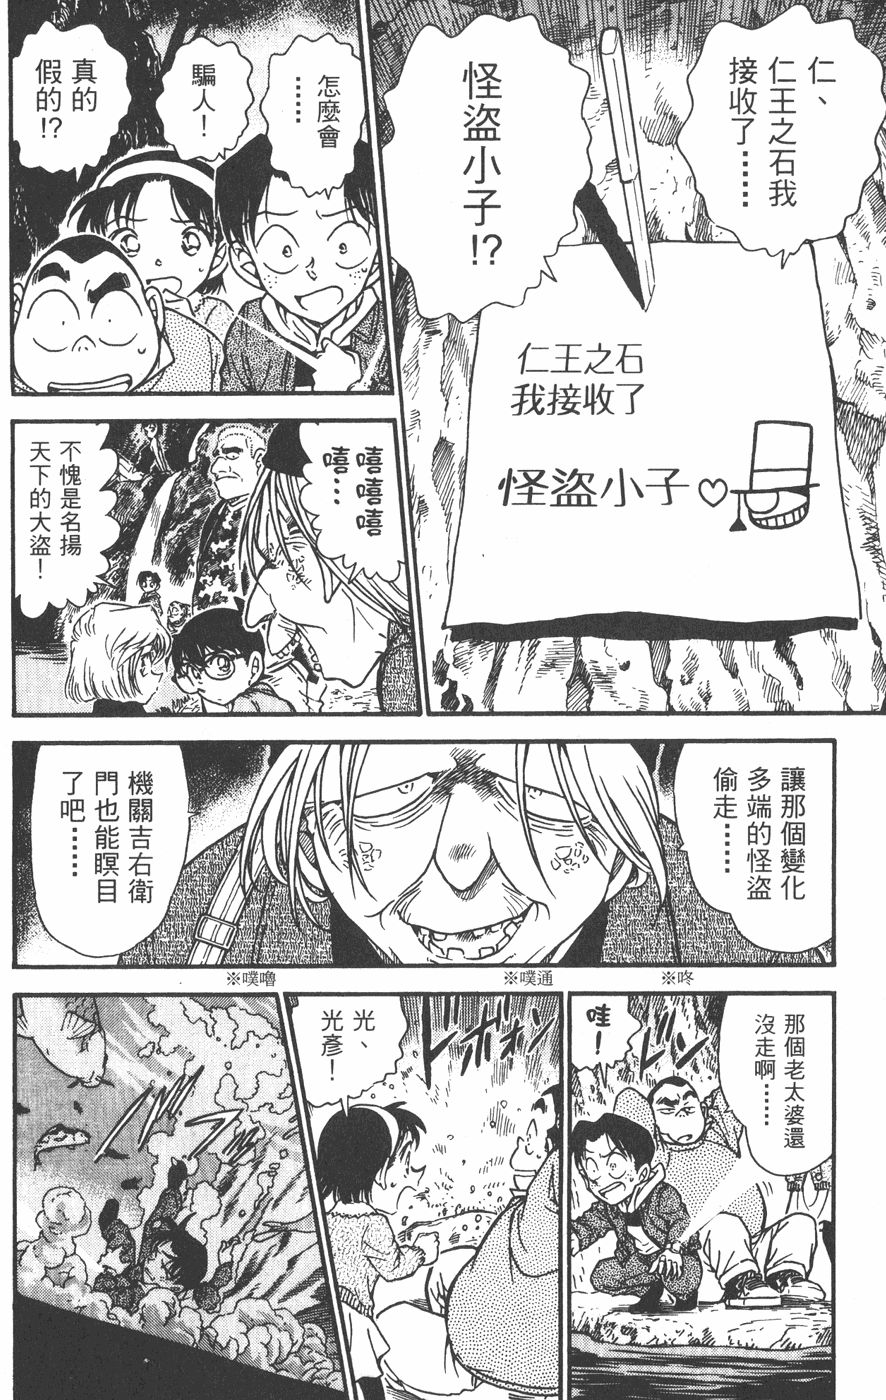 仁、
仁王之石我
接收了……
怪盜小子!?
仁王之石
我接收了
怪盜小子♡
怎麼會
……
騙人！
真的
假的!?
嘻嘻嘻
嘻…
不愧是名揚
天下的大盜！
讓那個變化
多端的怪盜
偷走……
機關吉右衛
門也能瞑目
了吧……
※咚
※噗通
※噗嚕
那個老太婆還
沒走啊……
哇！
ドン
ドボォン
光、
光彥！